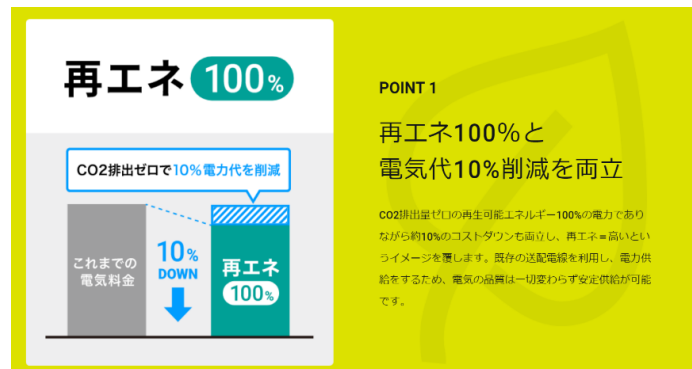 再エネ 100%
CO2排出ゼロで10%電力代を削減
これまでの
電気料金
10%
DOWN
再エネ
100%
POINT 1
再エネ100%と
電気代10%削減を両立
CO2排出量ゼロの再生可能エネルギー100%の電力であり
ながら約10%のコストダウンも両立し、再エネ＝高いとい
うイメージを覆します。既存の送配電線を利用し、電力供
給をするため、電気の品質は一切変わらず安定供給が可能
です。